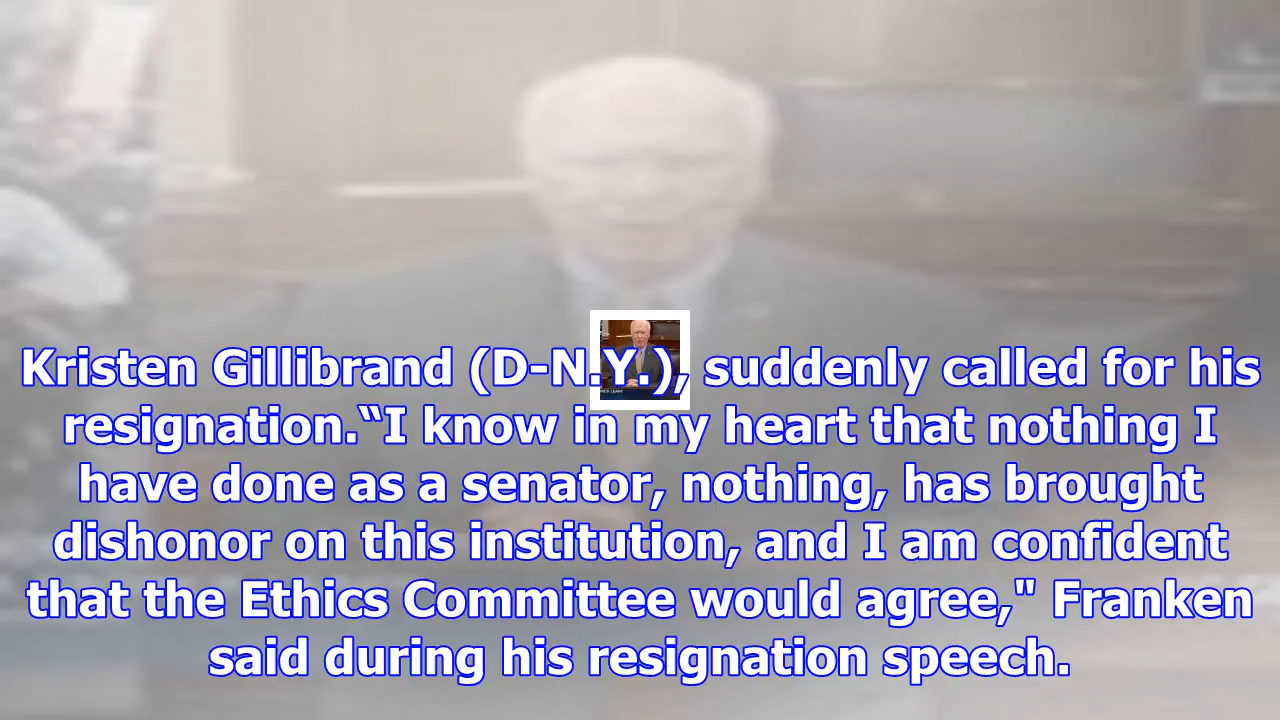 Kristen Gillibrand (D-N.Y.), suddenly called for his
resignation.“I know in my heart that nothing I
have done as a senator, nothing, has brought
dishonor on this institution, and I am confident
that the Ethics Committee would agree," Franken
said during his resignation speech.